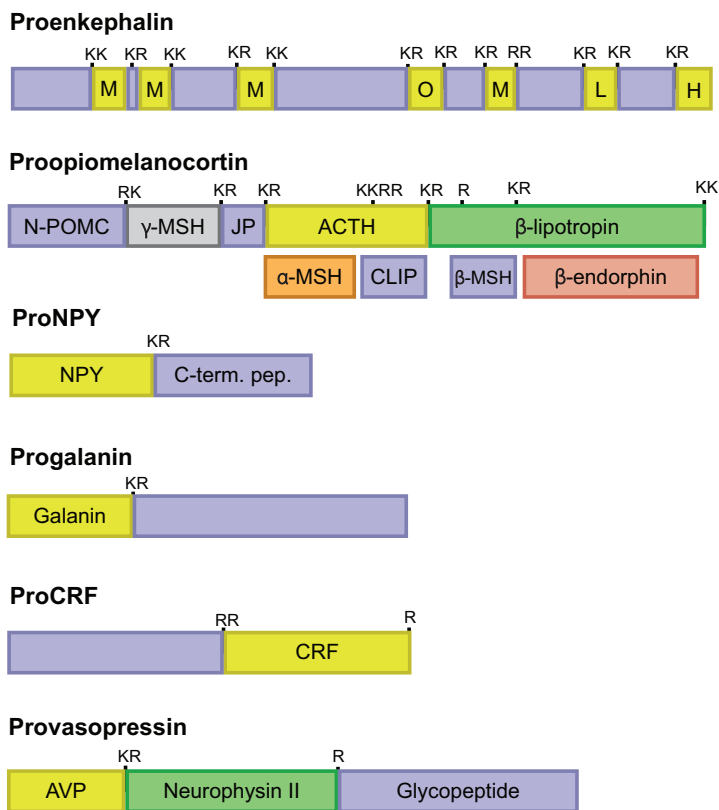 Proenkephalin
KK KR KK KR KK KR KR KR RR KR KR KR
M M M O M L H
Proopiomelanocortin
RK KR KR KKRR KR R KR KK
N-POMC γ-MSH JP ACTH β-lipotropin
α-MSH CLIP β-MSH β-endorphin
ProNPY
KR
NPY C-term. pep.
Progalanin
KR
Galanin
ProCRF
RR R
CRF
Provasopressin
KR R
AVP Neurophysin II Glycopeptide